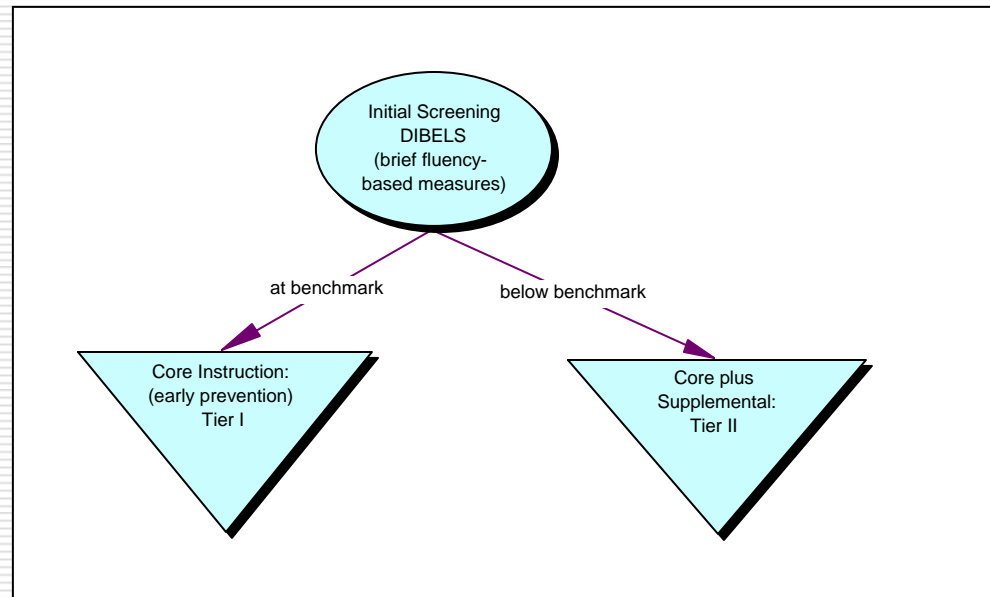 Initial Screening
DIBELS
(brief fluency-
based measures)
at benchmark
below benchmark
Core Instruction:
(early prevention)
Tier I
Core plus
Supplemental:
Tier II